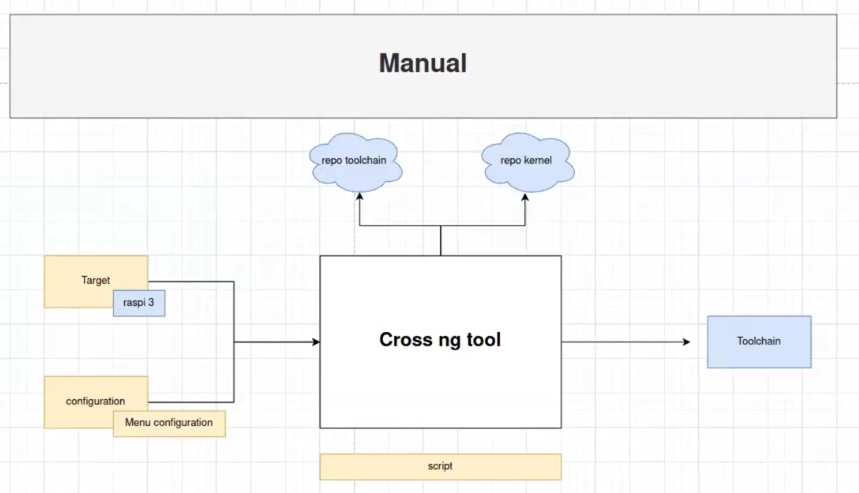 Manual
repo toolchain
repo kernel
Target
raspi 3
Cross ng tool
Toolchain
configuration
Menu configuration
script